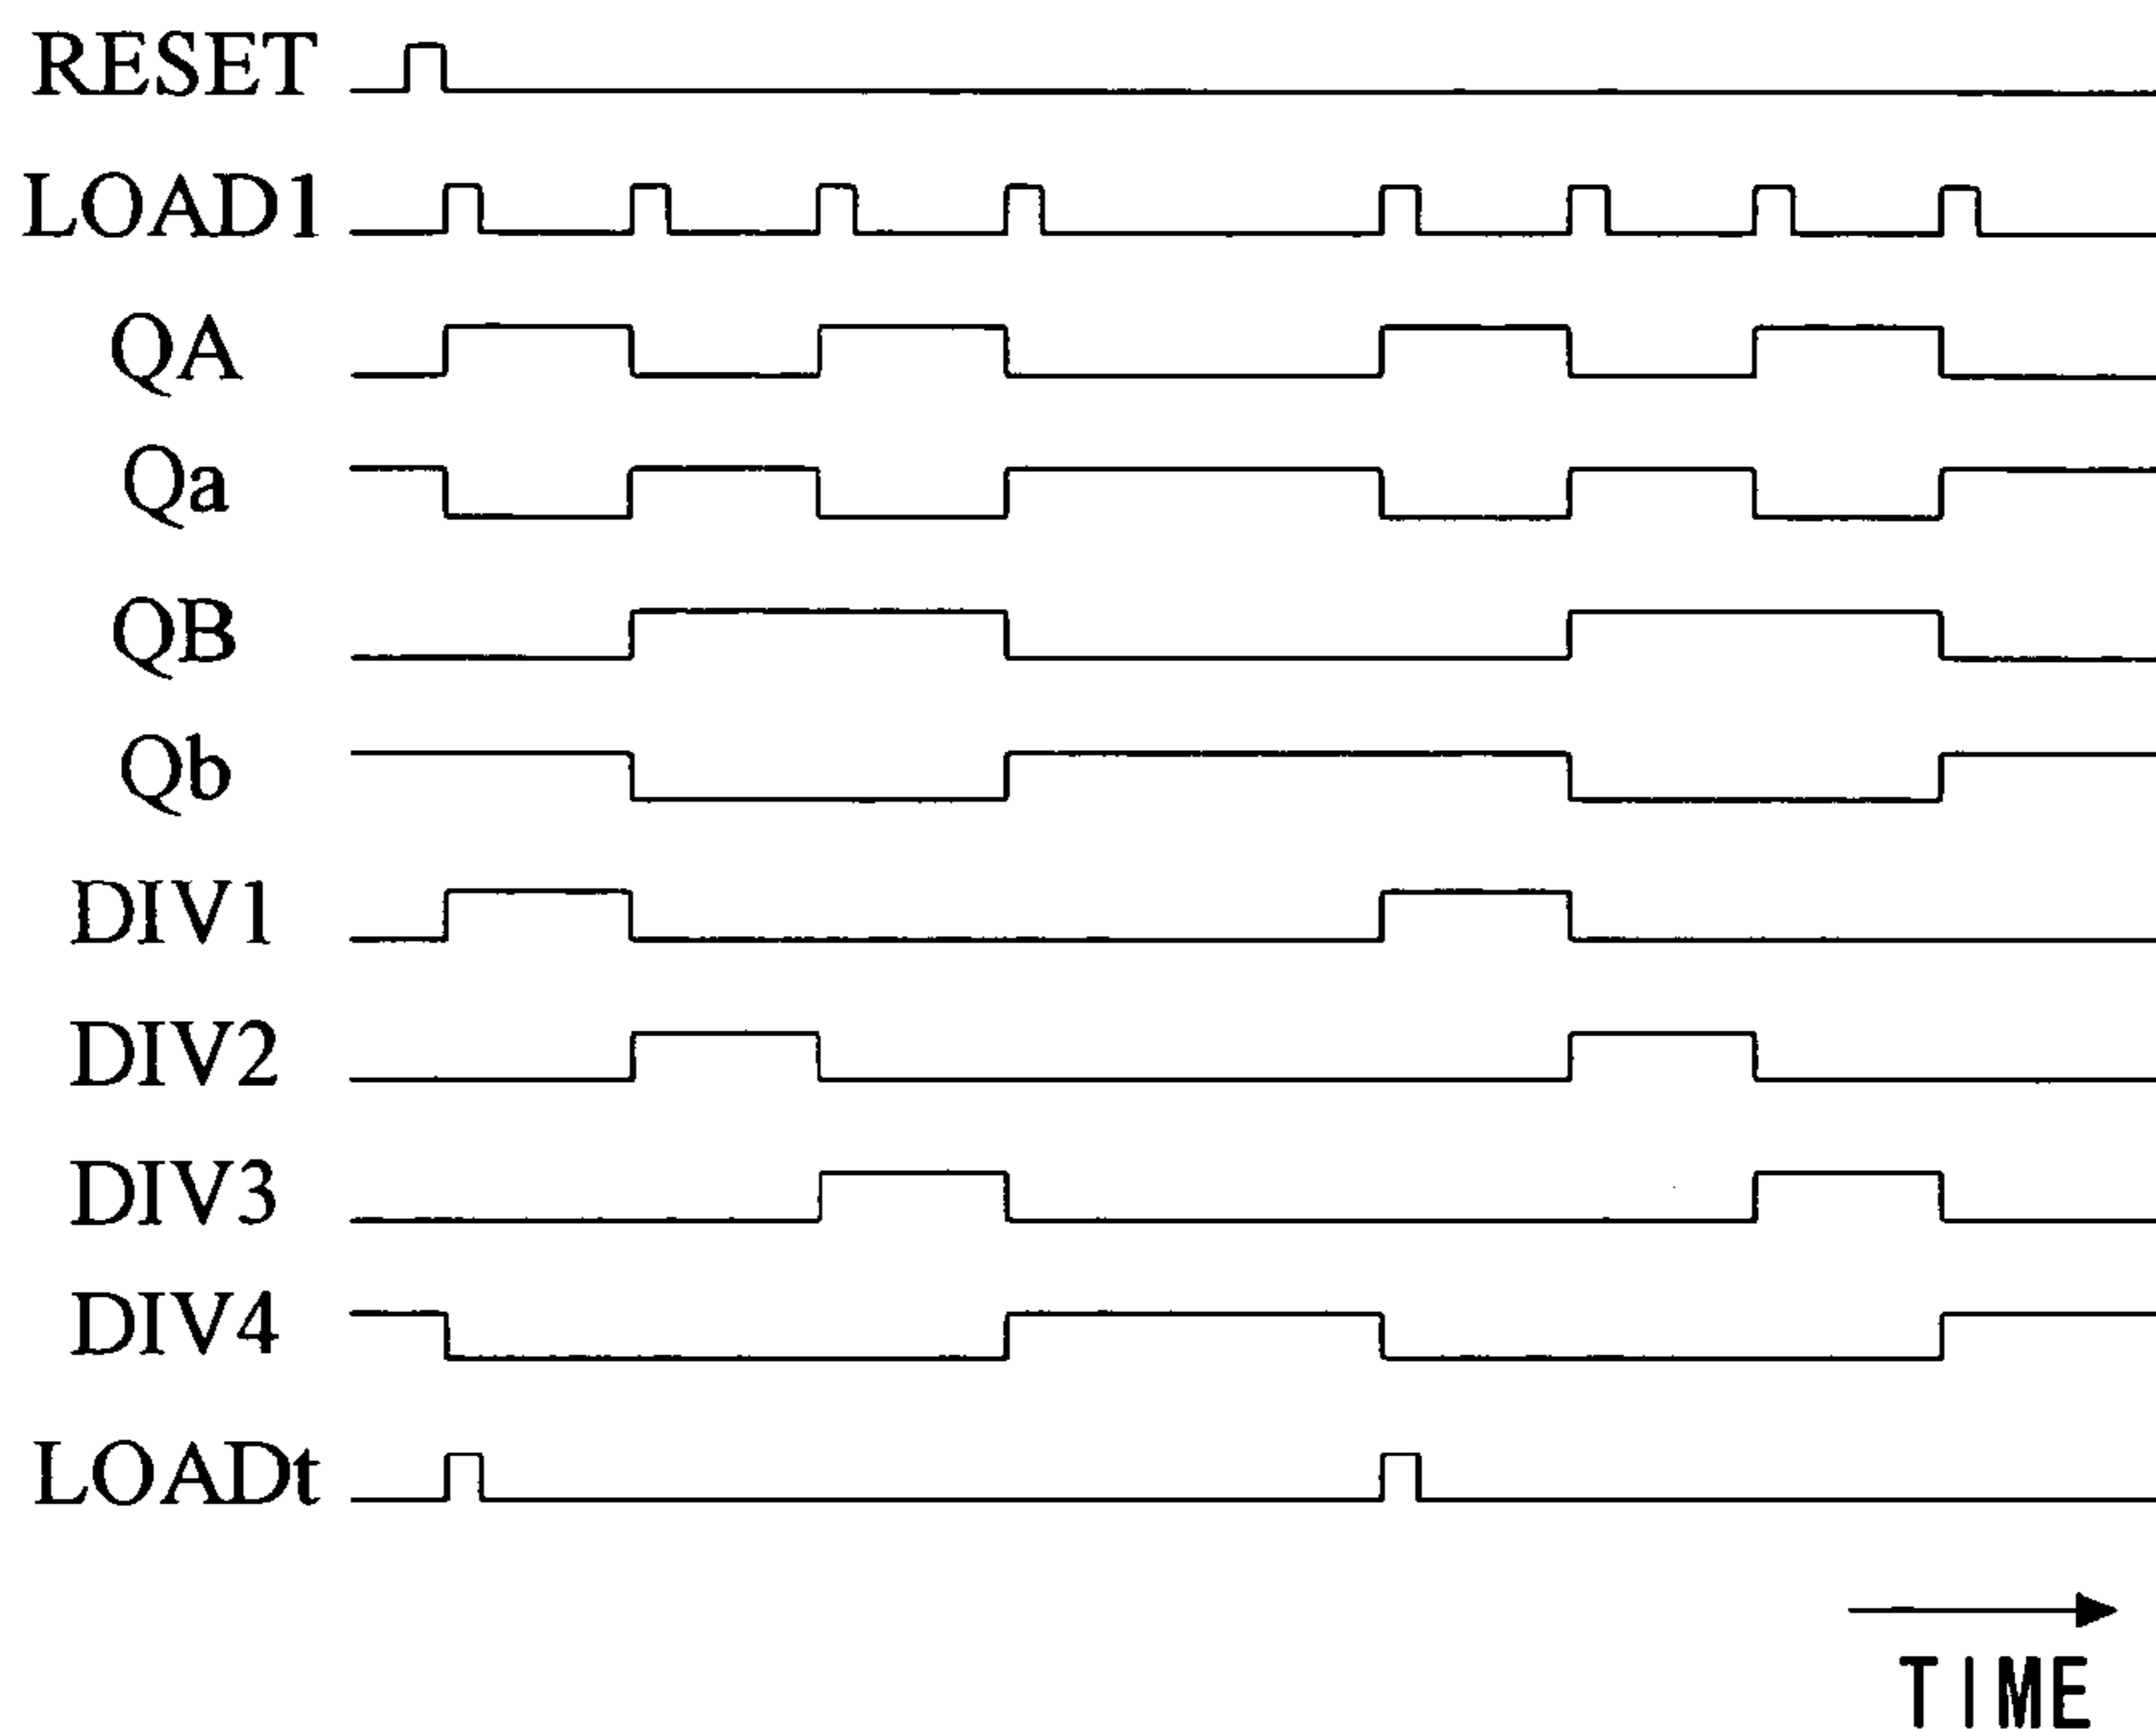 RESET
LOAD1
QA
Qa
QB
Qb
DIV1
DIV2
DIV3
DIV4
LOADt
TIME